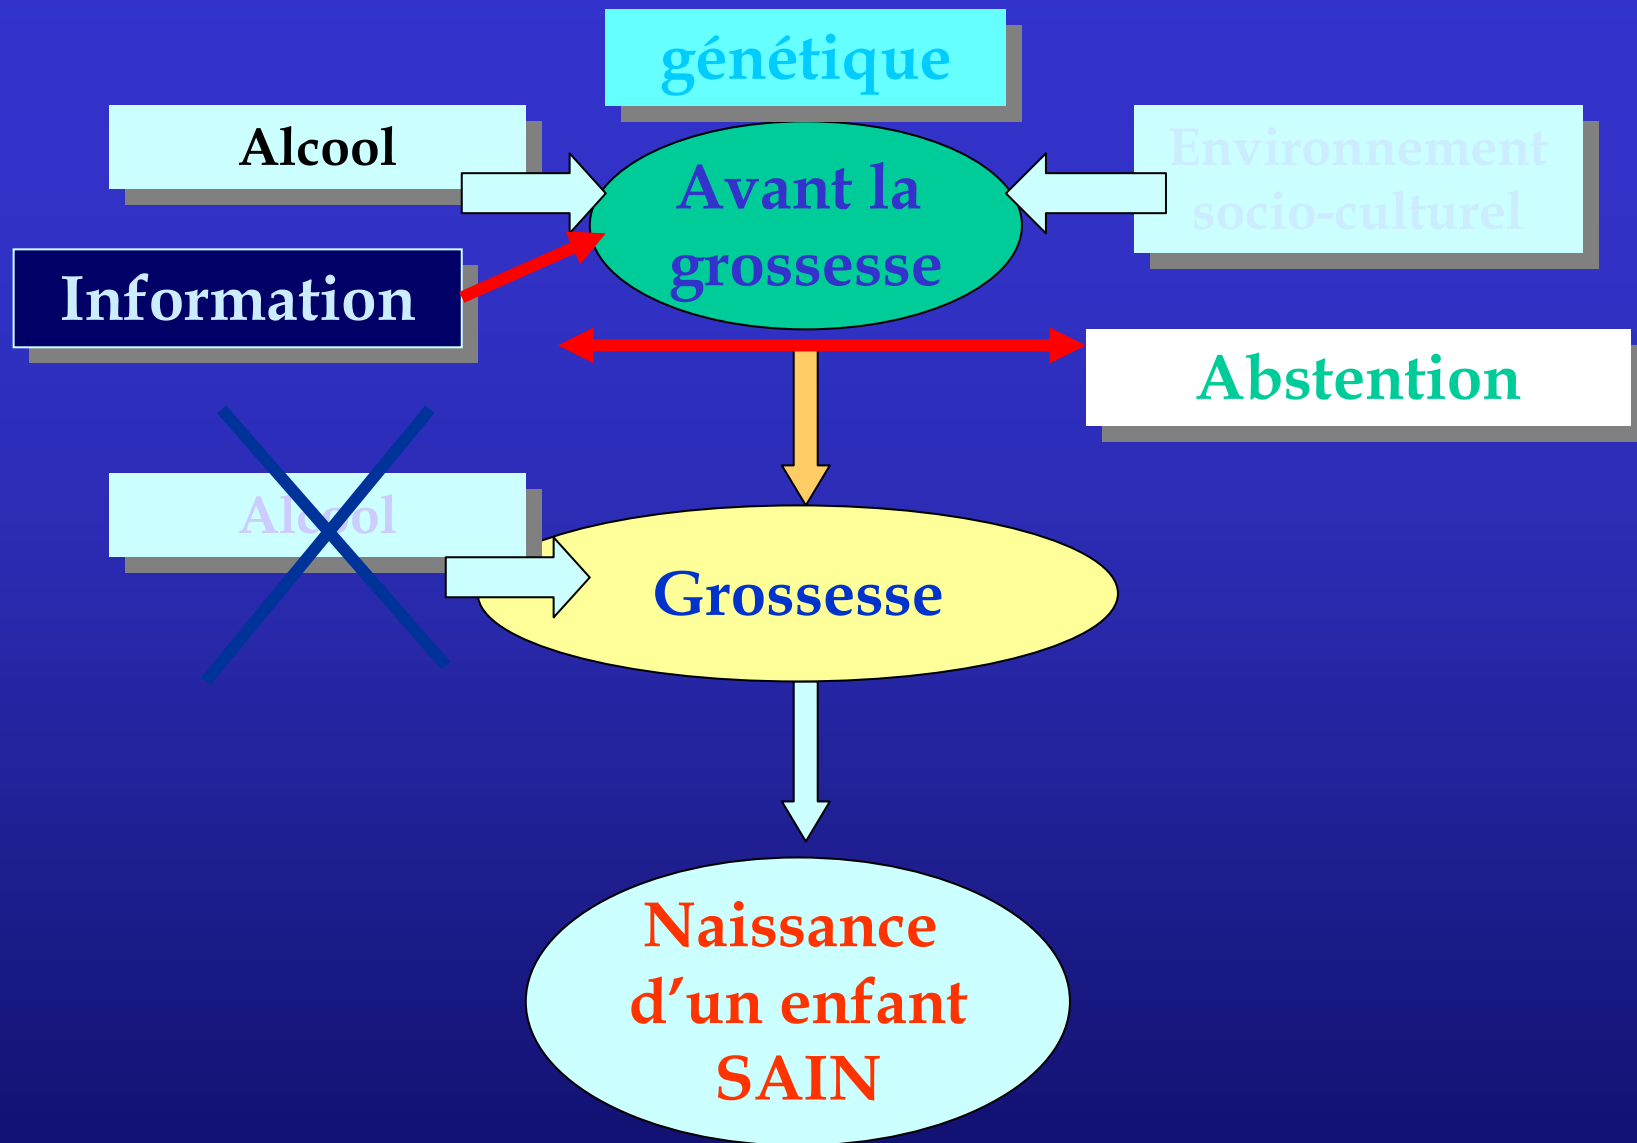 génétique
Alcool
Avant la
grossesse
Environnement
socio-culturel
Information
Abstention
Alcool
Grossesse
Naissance
d’un enfant
SAIN